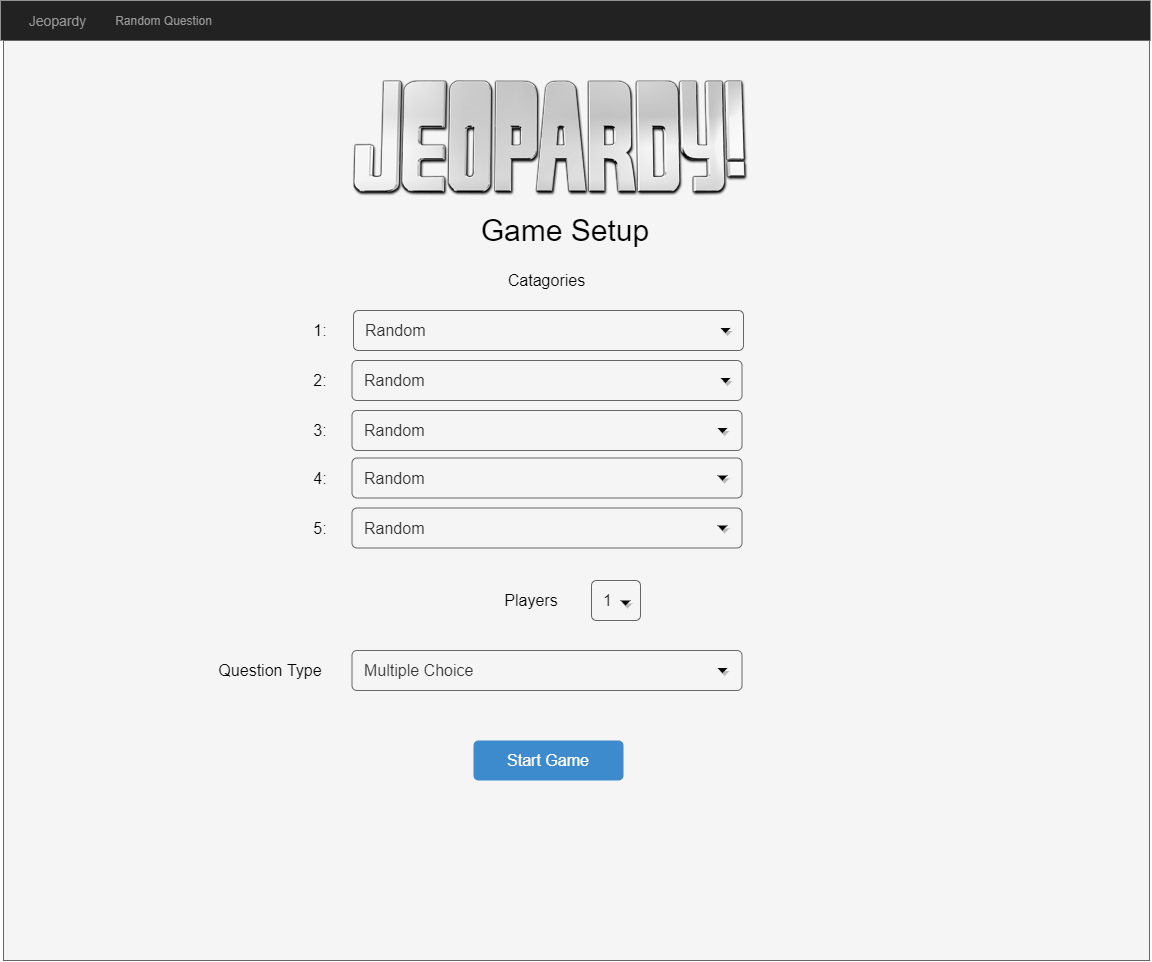 Jeopardy Random Question
JEOPARDY!
Game Setup
Catagories
1: Random
2: Random
3: Random
4: Random
5: Random
Players 1
Question Type Multiple Choice
Start Game